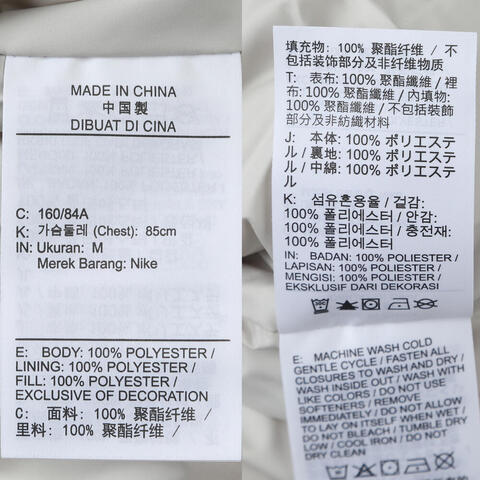 MADE IN CHINA
中国製
DIBUAT DI CINA
C: 160/84A
K: 가슴둘레 (Chest): 85cm
IN: Ukuran: M
Merek Barang: Nike
E: BODY: 100% POLYESTER /
LINING: 100% POLYESTER /
FILL: 100% POLYESTER /
EXCLUSIVE OF DECORATION
C: 面料: 100% 聚酯纤维 /
里料: 100% 聚酯纤维 /
填充物: 100% 聚酯纤维 / 不
包括装饰部分及非纤维物质
T: 表布: 100% 聚酯纖維 / 裡
布: 100% 聚酯纖維 / 內填物:
100% 聚酯纖維 / 不包括裝飾
部分及非紡織材料
J: 本体: 100% ポリエステ
ル / 裏地: 100% ポリエステ
ル / 中綿: 100% ポリエステ
ル
K: 섬유혼용율 / 겉감:
100% 폴리에스터 / 안감:
100% 폴리에스터 / 충전재:
100% 폴리에스터
IN: BADAN: 100% POLIESTER/
LAPISAN: 100% POLIESTER /
MENGISI: 100% POLIESTER /
EKSKLUSIF DARI DEKORASI
E: MACHINE WASH COLD
GENTLE CYCLE / FASTEN ALL
CLOSURES TO WASH AND DRY /
WASH INSIDE OUT / WASH WITH
LIKE COLORS / DO NOT USE
SOFTENERS / REMOVE
IMMEDIATELY / DO NOT ALLOW
TO LAY ON ITSELF WHEN WET /
DO NOT BLEACH / TUMBLE DRY
LOW / COOL IRON / DO NOT
DRY CLEAN